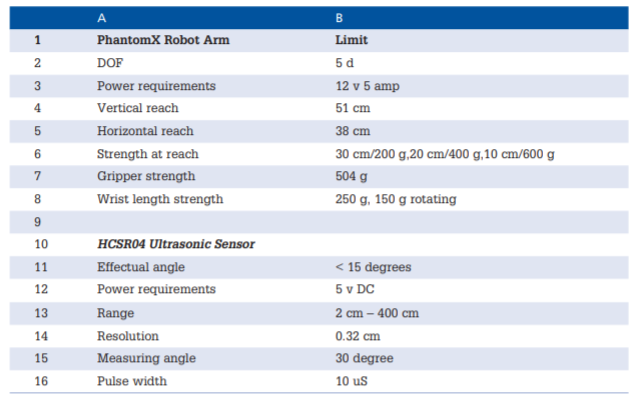 A B
1 PhantomX Robot Arm Limit
2 DOF 5 d
3 Power requirements 12 v 5 amp
4 Vertical reach 51 cm
5 Horizontal reach 38 cm
6 Strength at reach 30 cm/200 g,20 cm/400 g,10 cm/600 g
7 Gripper strength 504 g
8 Wrist length strength 250 g, 150 g rotating
9
10 HCSR04 Ultrasonic Sensor
11 Effectual angle < 15 degrees
12 Power requirements 5 v DC
13 Range 2 cm – 400 cm
14 Resolution 0.32 cm
15 Measuring angle 30 degree
16 Pulse width 10 uS